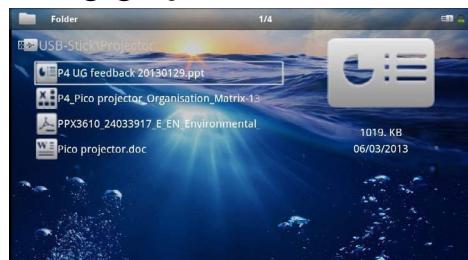 Folder 1/4
USB-Stick\Projector
P4 UG feedback 20130129.ppt
P4_Pico projector_Organisation_Matrix-13
PPX3610_24033917_E_EN_Environmental_
Pico projector.doc
1019. KB
06/03/2013